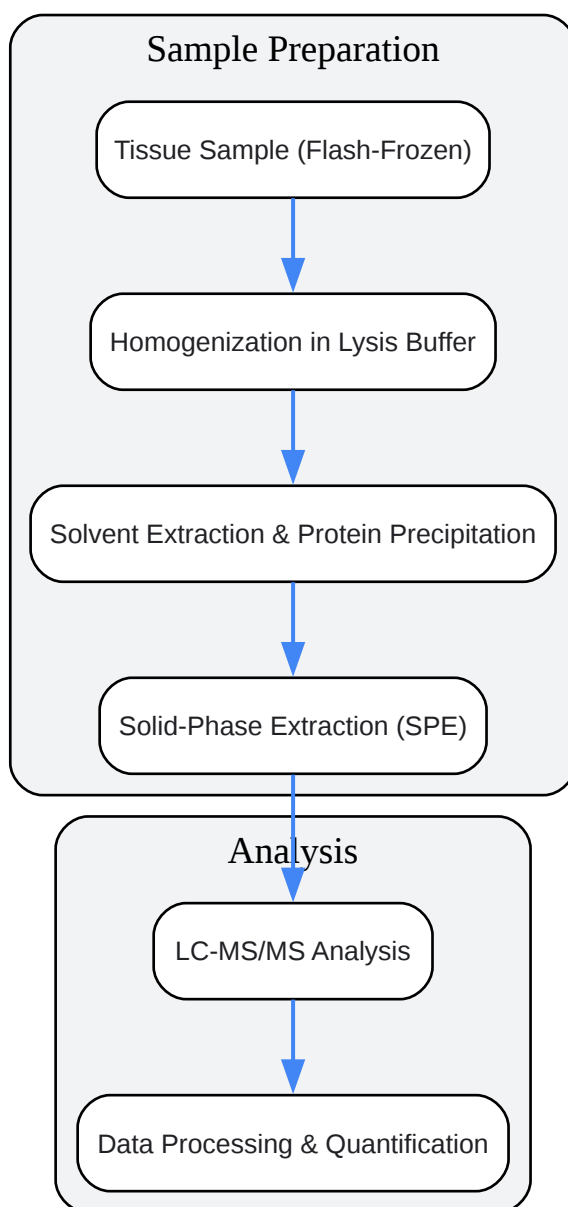 Sample Preparation
Tissue Sample (Flash-Frozen)
Homogenization in Lysis Buffer
Solvent Extraction & Protein Precipitation
Solid-Phase Extraction (SPE)
Analysis
LC-MS/MS Analysis
Data Processing & Quantification